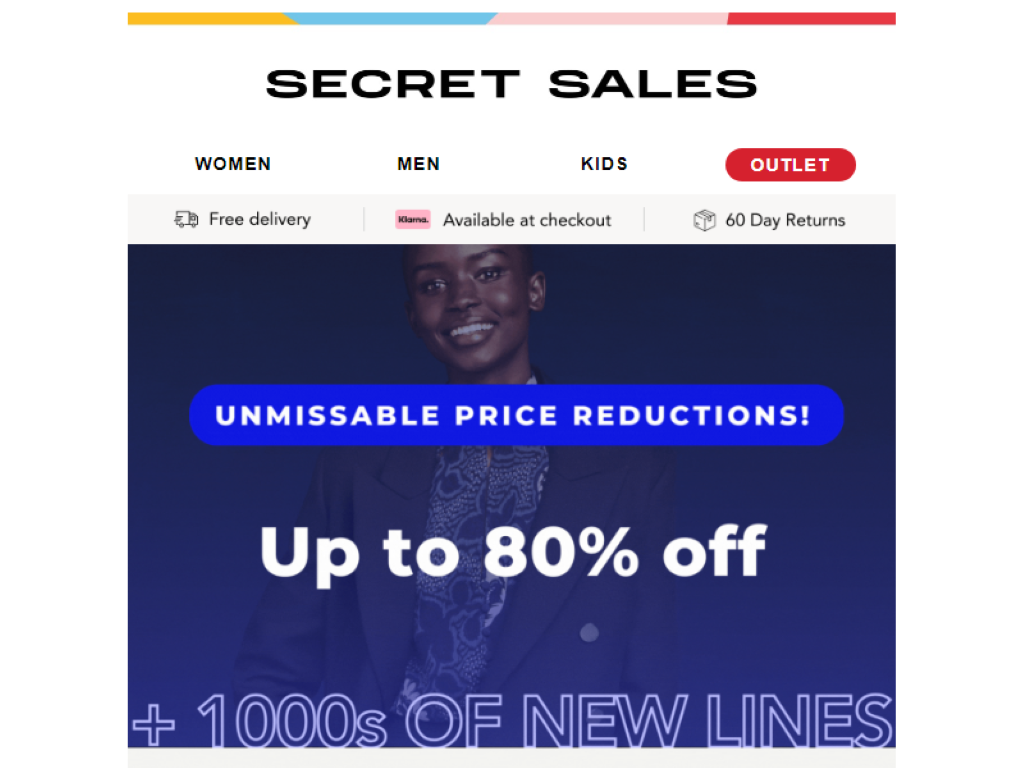 SECRET SALES
WOMEN MEN KIDS OUTLET
Free delivery Klarna. Available at checkout 60 Day Returns
UNMISSABLE PRICE REDUCTIONS!
Up to 80% off
+ 1000s OF NEW LINES